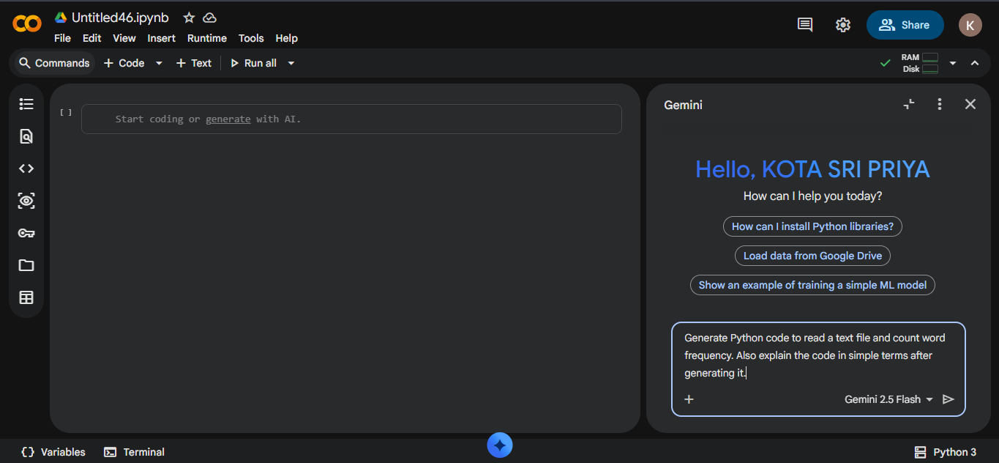 Untitled46.ipynb
File Edit View Insert Runtime Tools Help
Share
K
Commands + Code + Text Run all
RAM
Disk
[ ]
Start coding or generate with AI.
Gemini
Hello, KOTA SRI PRIYA
How can I help you today?
How can I install Python libraries?
Load data from Google Drive
Show an example of training a simple ML model
Generate Python code to read a text file and count word
frequency. Also explain the code in simple terms after
generating it.
+ Gemini 2.5 Flash
Variables Terminal
Python 3